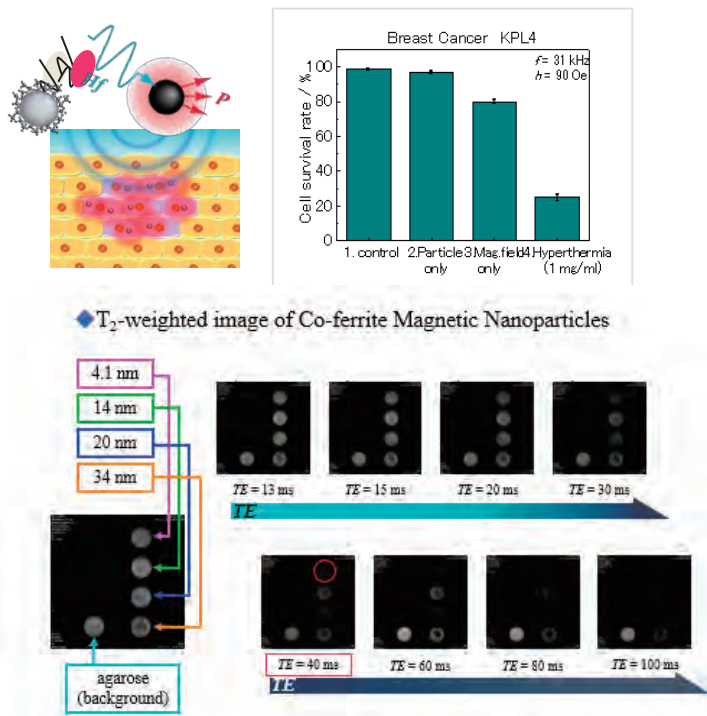 Hf
P
Breast Cancer KPL4
f = 31 kHz
h = 90 Oe
Cell survival rate / %
100
80
60
40
20
0
1. control
2.Particle only
3.Mag.field only
4.Hyperthermia (1 mg/ml)
◆T₂-weighted image of Co-ferrite Magnetic Nanoparticles
4.1 nm
14 nm
20 nm
34 nm
agarose
(background)
TE = 13 ms
TE = 15 ms
TE = 20 ms
TE = 30 ms
TE
TE = 40 ms
TE = 60 ms
TE = 80 ms
TE = 100 ms
TE